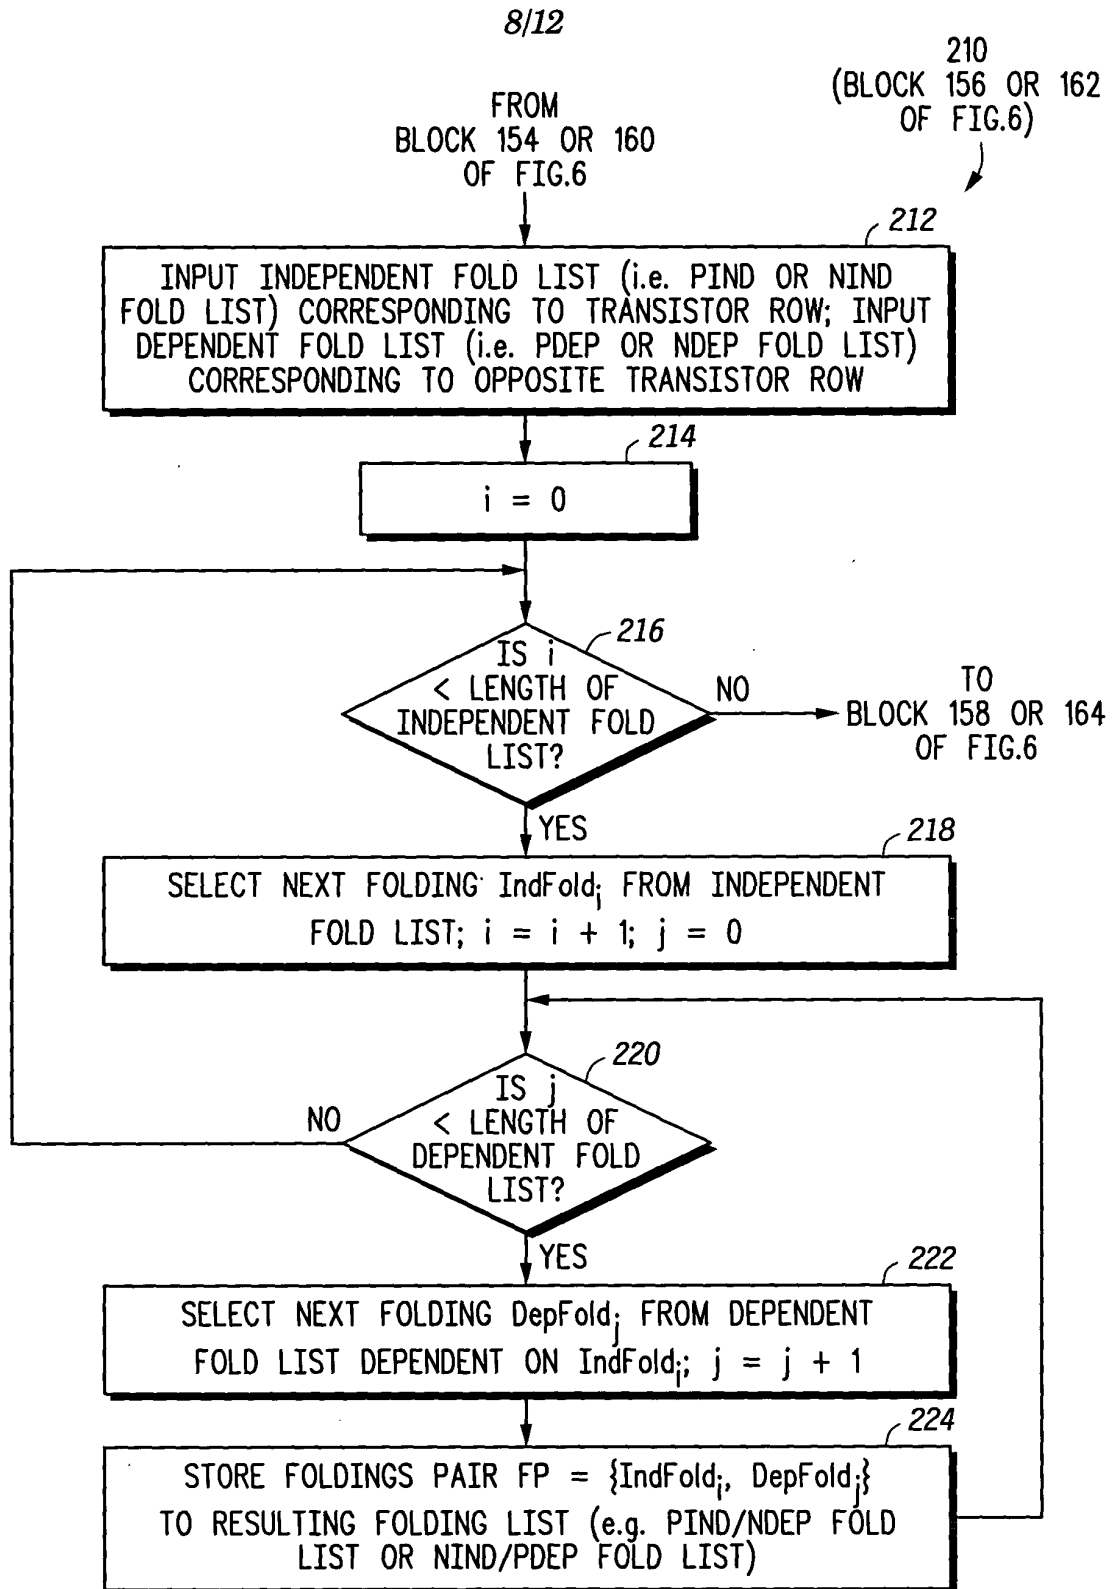 8/12
210
(BLOCK 156 OR 162
OF FIG.6)
FROM
BLOCK 154 OR 160
OF FIG.6
212
INPUT INDEPENDENT FOLD LIST (i.e. PIND OR NIND
FOLD LIST) CORRESPONDING TO TRANSISTOR ROW; INPUT
DEPENDENT FOLD LIST (i.e. PDEP OR NDEP FOLD LIST)
CORRESPONDING TO OPPOSITE TRANSISTOR ROW
214
i = 0
216
IS i
< LENGTH OF
INDEPENDENT FOLD
LIST?
NO
TO
BLOCK 158 OR 164
OF FIG.6
YES
218
SELECT NEXT FOLDING IndFoldᵢ FROM INDEPENDENT
FOLD LIST; i = i + 1; j = 0
220
IS j
< LENGTH OF
DEPENDENT FOLD
LIST?
NO
YES
222
SELECT NEXT FOLDING DepFoldⱼ FROM DEPENDENT
FOLD LIST DEPENDENT ON IndFoldᵢ; j = j + 1
224
STORE FOLDINGS PAIR FP = {IndFoldᵢ, DepFoldⱼ}
TO RESULTING FOLDING LIST (e.g. PIND/NDEP FOLD
LIST OR NIND/PDEP FOLD LIST)